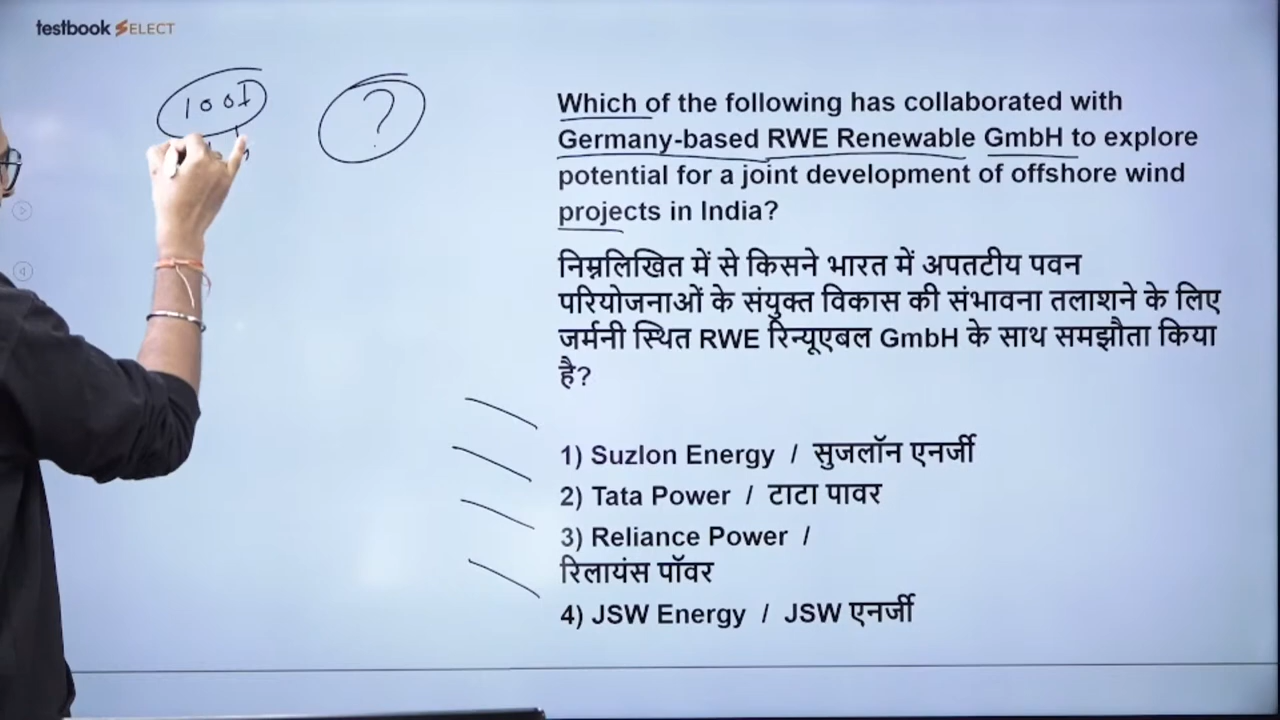 testbook SELECT
100I
?
Which of the following has collaborated with
Germany-based RWE Renewable GmbH to explore
potential for a joint development of offshore wind
projects in India?
निम्नलिखित में से किसने भारत में अपतटीय पवन
परियोजनाओं के संयुक्त विकास की संभावना तलाशने के लिए
जर्मनी स्थित RWE रिन्यूएबल GmbH के साथ समझौता किया
है?
1) Suzlon Energy / सुजलॉन एनर्जी
2) Tata Power / टाटा पावर
3) Reliance Power /
रिलायंस पॉवर
4) JSW Energy / JSW एनर्जी